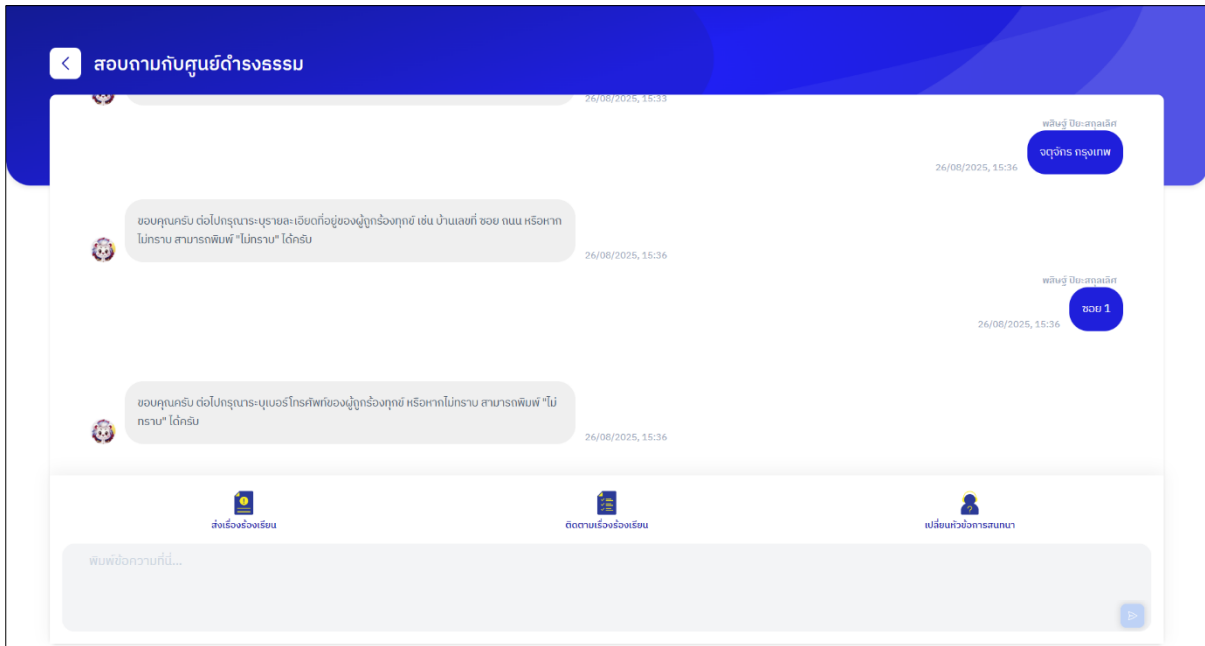 สอบถามกับศูนย์ดำรงธรรม
26/08/2025, 15:33
พสิษฐ์ ปิยะสกุลเลิศ
จตุจักร กรุงเทพ
26/08/2025, 15:36
ขอบคุณครับ ต่อไปกรุณาระบุรายละเอียดที่อยู่ของผู้ถูกร้องทุกข์ เช่น บ้านเลขที่ ซอย ถนน หรือหาก
ไม่ทราบ สามารถพิมพ์ "ไม่ทราบ" ได้ครับ
26/08/2025, 15:36
พสิษฐ์ ปิยะสกุลเลิศ
ซอย 1
26/08/2025, 15:36
ขอบคุณครับ ต่อไปกรุณาระบุเบอร์โทรศัพท์ของผู้ถูกร้องทุกข์ หรือหากไม่ทราบ สามารถพิมพ์ "ไม่
ทราบ" ได้ครับ
26/08/2025, 15:36
ส่งเรื่องร้องเรียน
ติดตามเรื่องร้องเรียน
เปลี่ยนหัวข้อการสนทนา
พิมพ์ข้อความที่นี่...